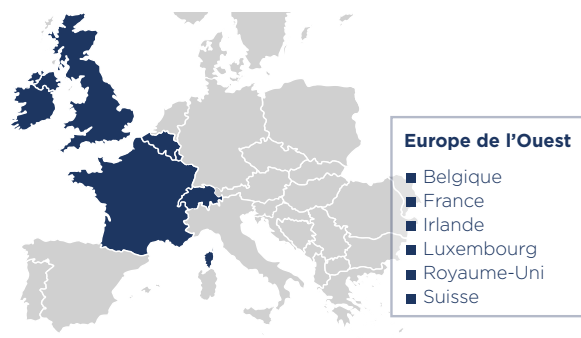 Europe de l'Ouest
Belgique
France
Irlande
Luxembourg
Royaume-Uni
Suisse